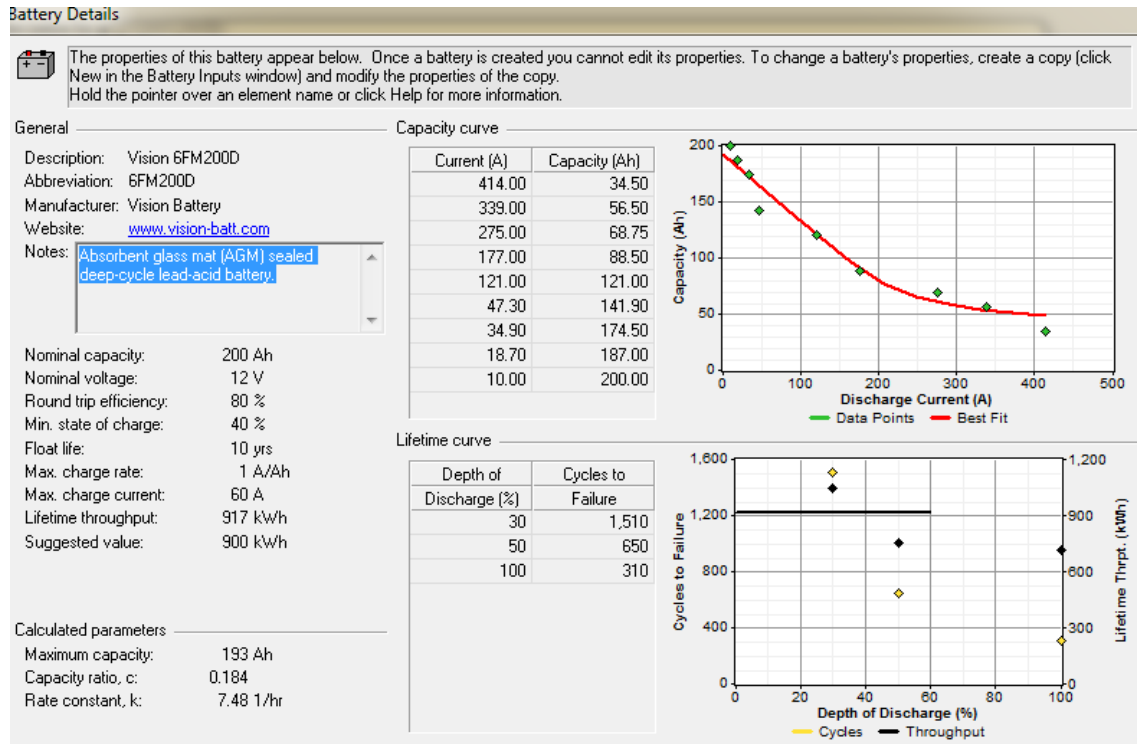 Battery Details
The properties of this battery appear below. Once a battery is created you cannot edit its properties. To change a battery's properties, create a copy (click
New in the Battery Inputs window) and modify the properties of the copy.
Hold the pointer over an element name or click Help for more information.
General
Description: Vision 6FM200D
Abbreviation: 6FM200D
Manufacturer: Vision Battery
Website: www.vision-batt.com
Notes: Absorbent glass mat (AGM) sealed
deep-cycle lead-acid battery.
Nominal capacity: 200 Ah
Nominal voltage: 12 V
Round trip efficiency: 80 %
Min. state of charge: 40 %
Float life: 10 yrs
Max. charge rate: 1 A/Ah
Max. charge current: 60 A
Lifetime throughput: 917 kWh
Suggested value: 900 kWh
Calculated parameters
Maximum capacity: 193 Ah
Capacity ratio, c: 0.184
Rate constant, k: 7.48 1/hr
Capacity curve
Current (A) Capacity (Ah)
414.00 34.50
339.00 56.50
275.00 68.75
177.00 88.50
121.00 121.00
47.30 141.90
34.90 174.50
18.70 187.00
10.00 200.00
200
150
100
50
0
Capacity (Ah)
0 100 200 300 400 500
Discharge Current (A)
Data Points Best Fit
Lifetime curve
Depth of Cycles to
Discharge (%) Failure
30 1,510
50 650
100 310
1,600
1,200
800
400
0
Cycles to Failure
1,200
900
600
300
0
Lifetime Thrpt. (kWh)
0 20 40 60 80 100
Depth of Discharge (%)
Cycles Throughput